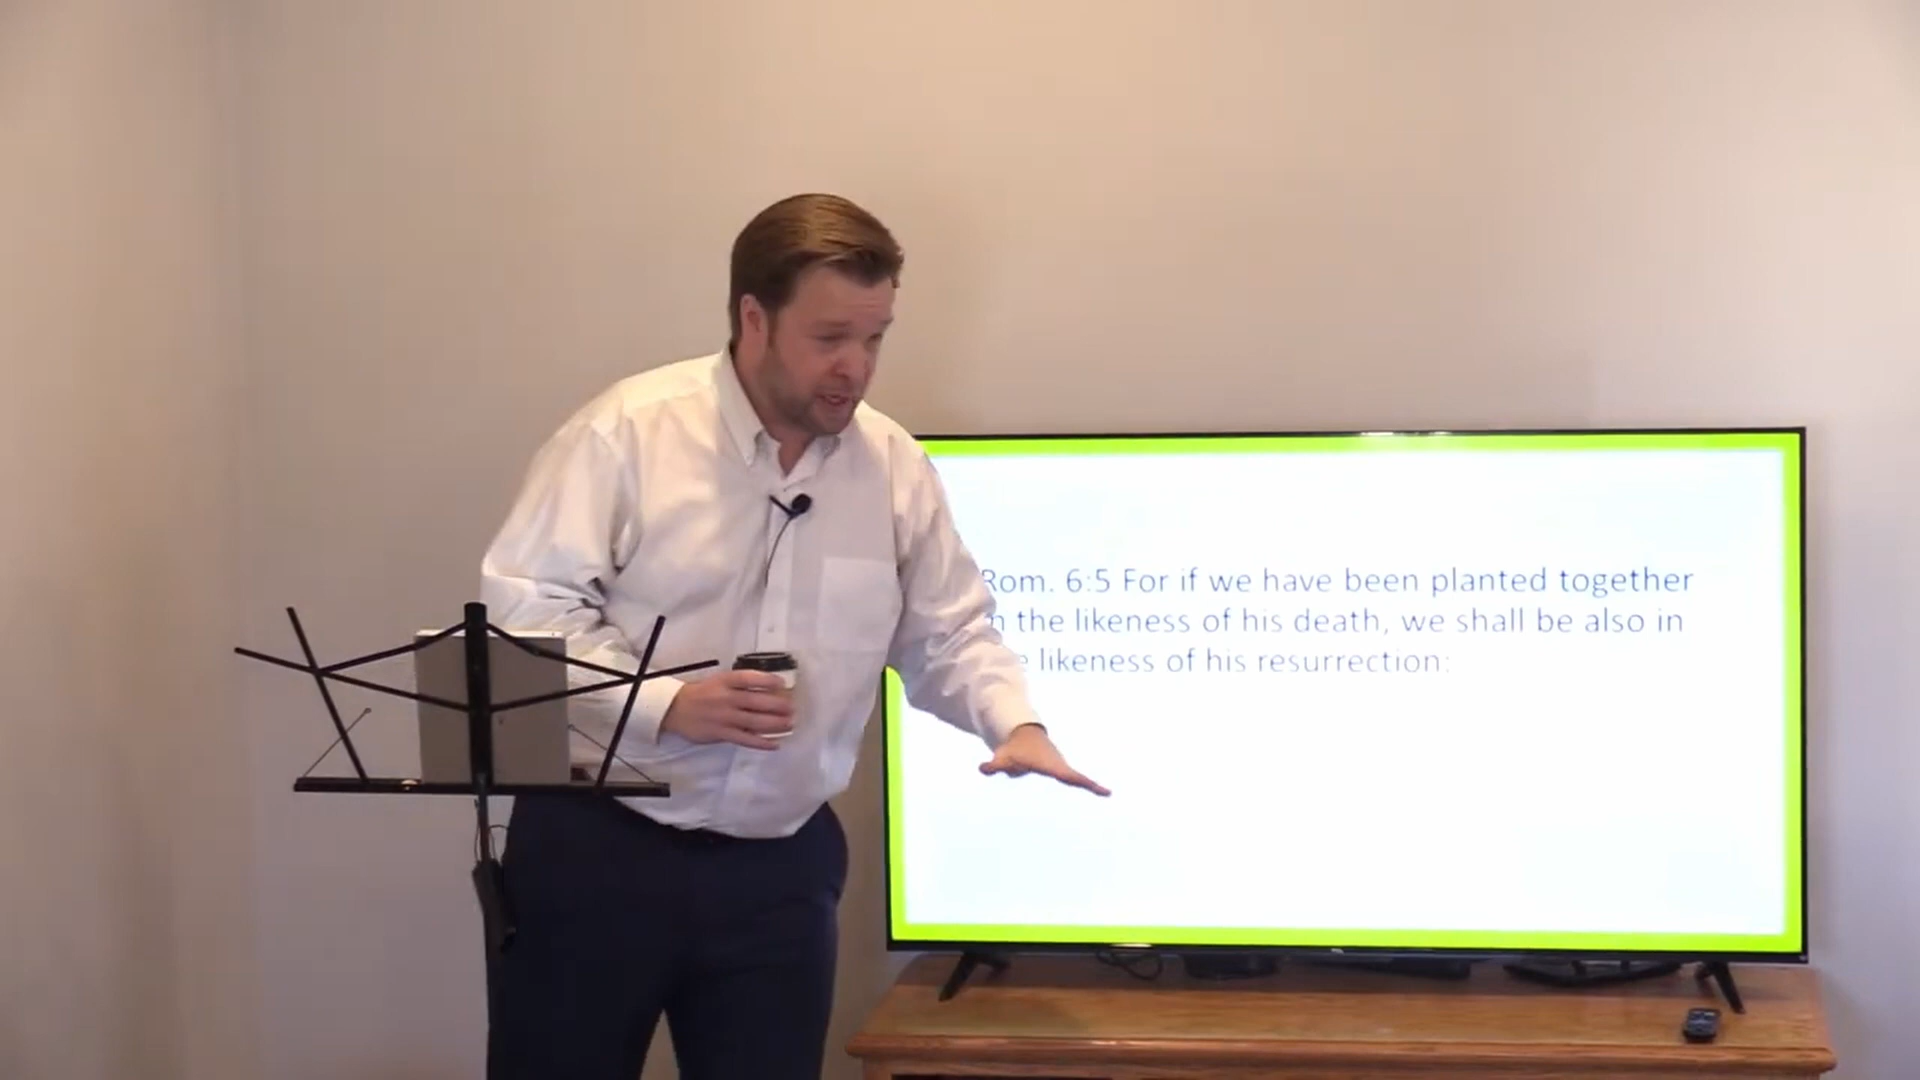 Rom. 6:5 For if we have been planted together
the likeness of his death, we shall be also in
likeness of his resurrection: